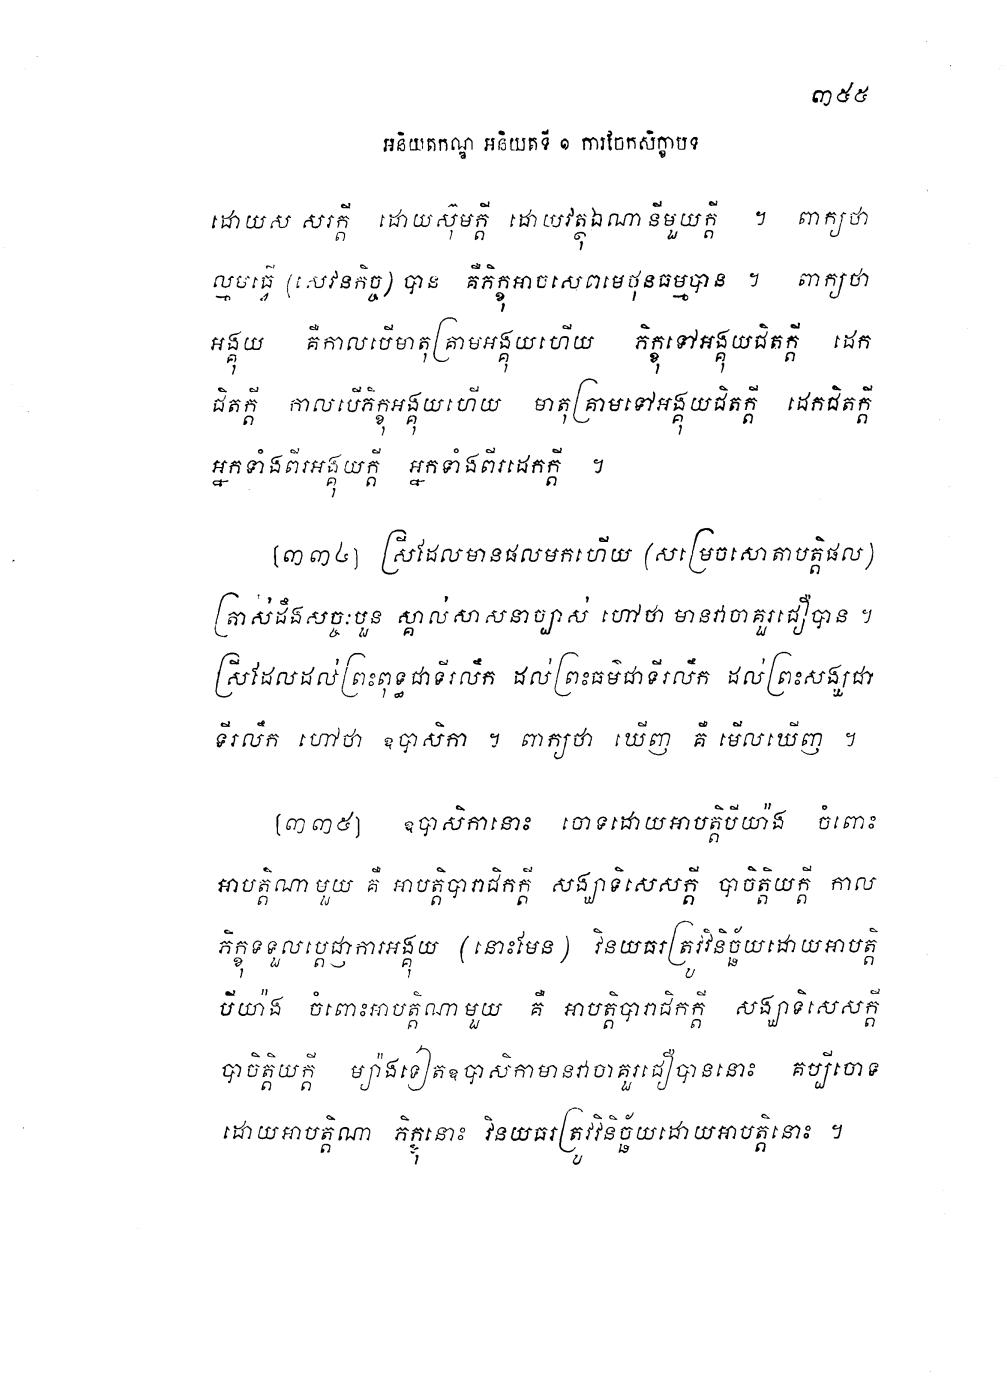 ៣៩៥
អនិយតកណ្ឌ អនិយតទី ១ ការចែកសិក្ខាបទ
ដោយស សរក្តី ដោយស៊ុមក្តី ដោយវត្ថុឯណានីមួយក្តី ។ ពាក្យថា
ល្មមធ្វើ (សេវនកិច្ច) បាន គឺភិក្ខុអាចសេពមេថុនធម្មបាន ។ ពាក្យថា
អង្គុយ គឺកាលបើមាតុគ្រាមអង្គុយហើយ ភិក្ខុទៅអង្គុយជិតក្តី ដេក
ជិតក្តី កាលបើភិក្ខុអង្គុយហើយ មាតុគ្រាមទៅអង្គុយជិតក្តី ដេកជិតក្តី
អ្នកទាំងពីរអង្គុយក្តី អ្នកទាំងពីរដេកក្តី ។
[៣៣៤] ស្រីដែលមានផលមកហើយ (សម្រេចសោតាបត្តិផល)
ត្រាស់ដឹងសច្ចៈបួន ស្គាល់សាសនាច្បាស់ ហៅថា មានវាចាគួរជឿបាន ។
ស្រីដែលដល់ព្រះពុទ្ធជាទីរលឹក ដល់ព្រះធម៌ជាទីរលឹក ដល់ព្រះសង្ឃជា
ទីរលឹក ហៅថា ឧបាសិកា ។ ពាក្យថា ឃើញ គឺ មើលឃើញ ។
[៣៣៥] ឧបាសិកានោះ ចោទដោយអាបត្តិបីយ៉ាង ចំពោះ
អាបត្តិណាមួយ គឺ អាបត្តិបារាជិកក្តី សង្ឃាទិសេសក្តី បាចិត្តិយក្តី កាល
ភិក្ខុទទួលប្តេជ្ញាការអង្គុយ (នោះមែន) វិនយធរត្រូវវិនិច្ឆ័យដោយអាបត្តិ
បីយ៉ាង ចំពោះអាបត្តិណាមួយ គឺ អាបត្តិបារាជិកក្តី សង្ឃាទិសេសក្តី
បាចិត្តិយក្តី ម្យ៉ាងទៀតឧបាសិកាមានវាចាគួរជឿបាននោះ គប្បីចោទ
ដោយអាបត្តិណា ភិក្ខុនោះ វិនយធរត្រូវវិនិច្ឆ័យដោយអាបត្តិនោះ ។